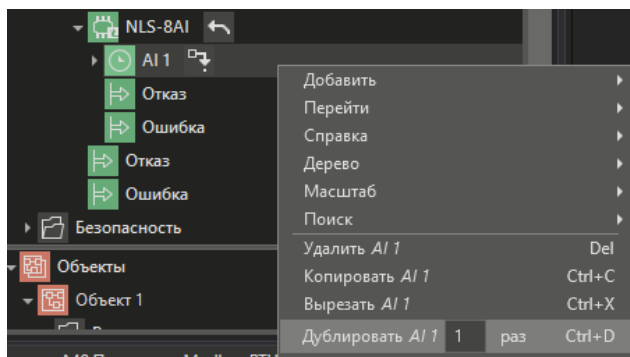 NLS-8AI
AI 1
Отказ
Ошибка
Отказ
Ошибка
Безопасность
Объекты
Объект 1
Добавить
Перейти
Справка
Дерево
Масштаб
Поиск
Удалить AI 1 Del
Копировать AI 1 Ctrl+C
Вырезать AI 1 Ctrl+X
Дублировать AI 1 1 раз Ctrl+D